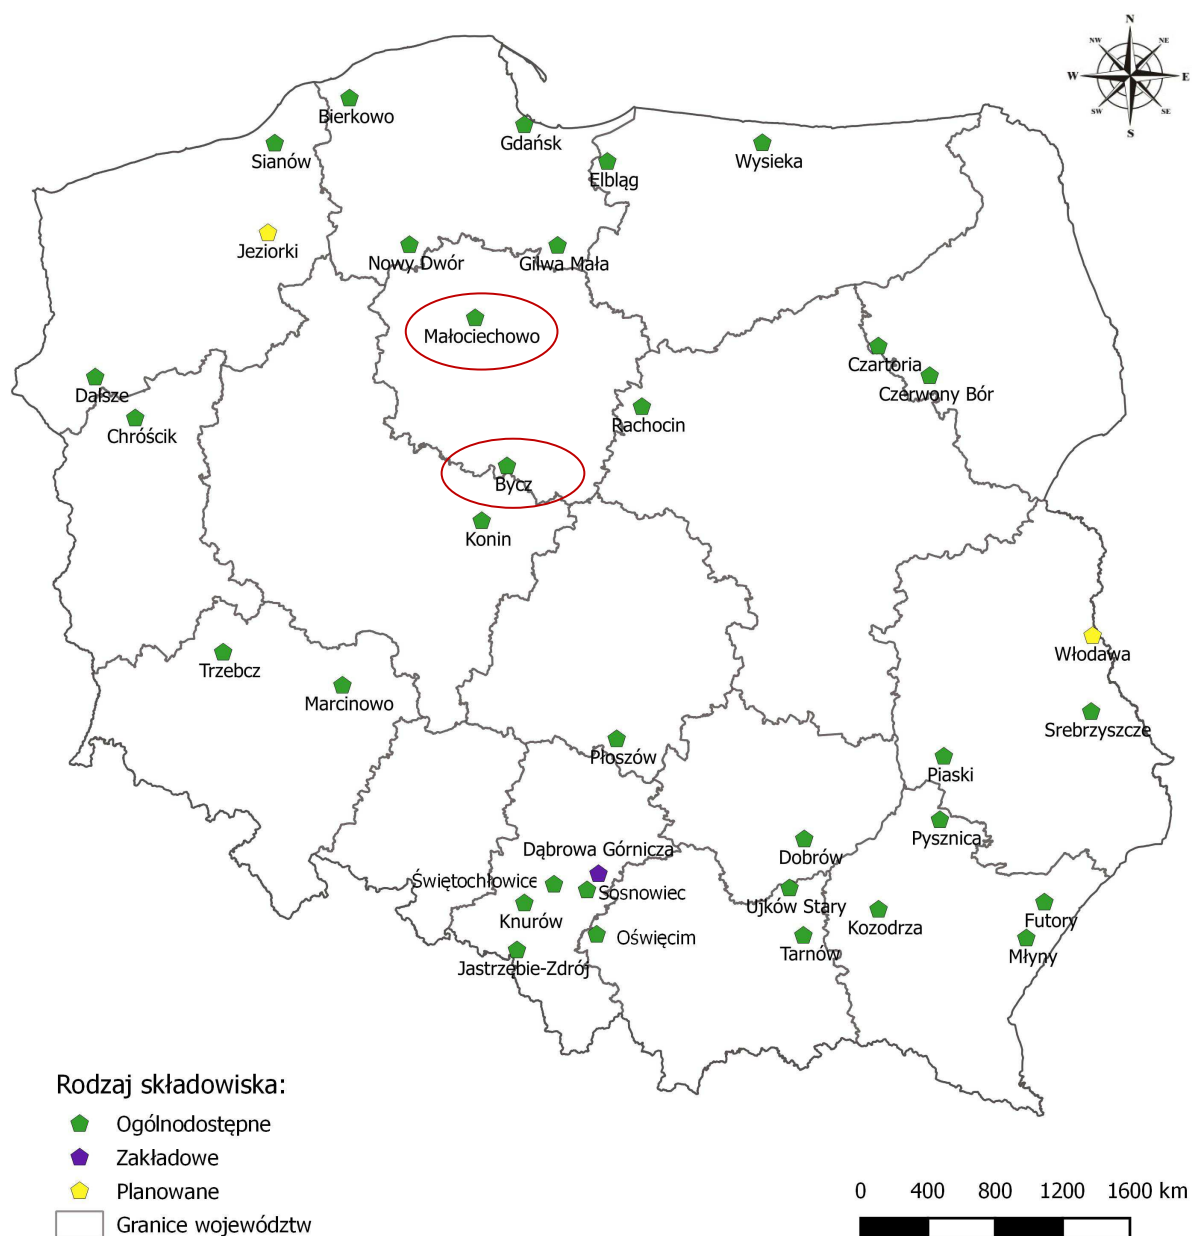 N
NW
NE
W
E
SW
SE
S
Bierkowo
Gdańsk
Sianów
Wysieka
Elbląg
Jeziorki
Nowy Dwór
Gilwa Mała
Małociechowo
Czartoria
Dalsze
Czerwony Bór
Rachocin
Chróścik
Bycz
Konin
Włodawa
Trzebcz
Marcinowo
Srebrzyszcze
Płoszów
Piaski
Pysznica
Dąbrowa Górnicza
Dobrów
Świętochłowice
Sosnowiec
Ujków Stary
Knurów
Kozodrza
Futory
Oświęcim
Tarnów
Młyny
Jastrzębie-Zdrój
Rodzaj składowiska:
Ogólnodostępne
Zakładowe
Planowane
Granice województw
0 400 800 1200 1600 km